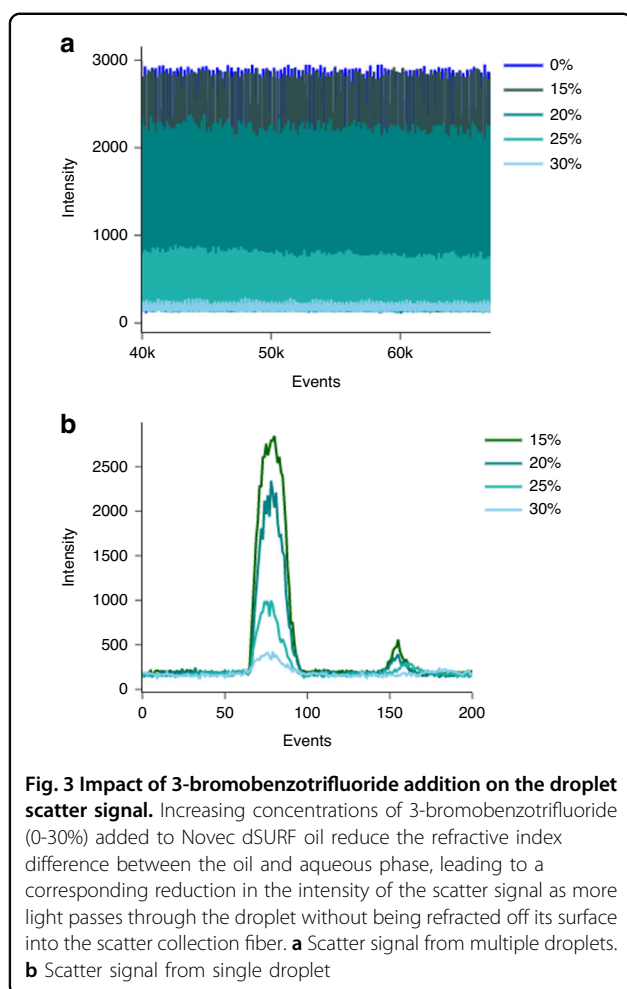 a
3000
2000
1000
0
Intensity
40k
50k
60k
Events
0%
15%
20%
25%
30%
b
2500
2000
1500
1000
500
0
Intensity
0
50
100
150
200
Events
15%
20%
25%
30%
Fig. 3 Impact of 3-bromobenzotrifluoride addition on the droplet
scatter signal. Increasing concentrations of 3-bromobenzotrifluoride
(0-30%) added to Novec dSURF oil reduce the refractive index
difference between the oil and aqueous phase, leading to a
corresponding reduction in the intensity of the scatter signal as more
light passes through the droplet without being refracted off its surface
into the scatter collection fiber. a Scatter signal from multiple droplets.
b Scatter signal from single droplet